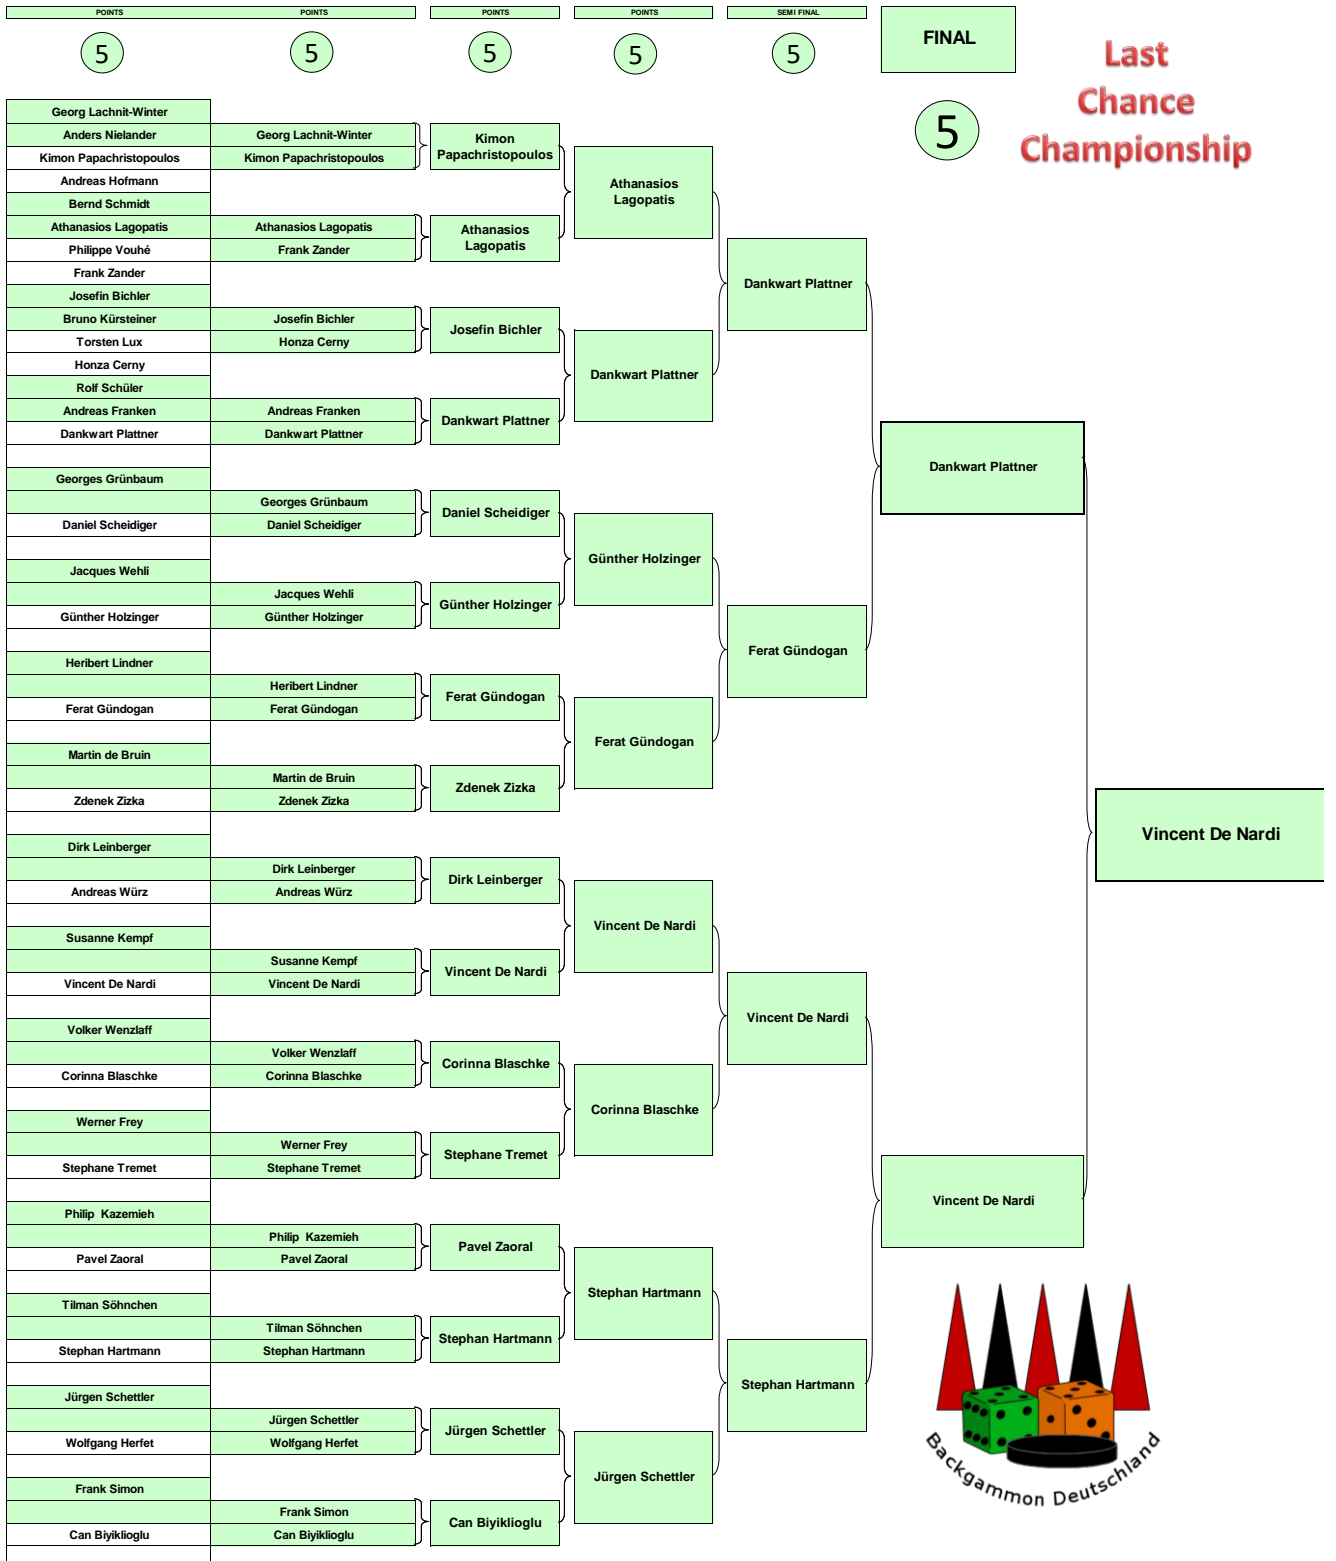 POINTS
POINTS
POINTS
POINTS
SEMI FINAL
FINAL
5
5
5
5
5
5
Last
Chance
Championship
Georg Lachnit-Winter
Anders Nielander
Kimon Papachristopoulos
Andreas Hofmann
Bernd Schmidt
Athanasios Lagopatis
Philippe Vouhé
Frank Zander
Josefin Bichler
Bruno Kürsteiner
Torsten Lux
Honza Cerny
Rolf Schüler
Andreas Franken
Dankwart Plattner
Georges Grünbaum
Daniel Scheidiger
Jacques Wehli
Günther Holzinger
Heribert Lindner
Ferat Gündogan
Martin de Bruin
Zdenek Zizka
Dirk Leinberger
Andreas Würz
Susanne Kempf
Vincent De Nardi
Volker Wenzlaff
Corinna Blaschke
Werner Frey
Stephane Tremet
Philip Kazemieh
Pavel Zaoral
Tilman Söhnchen
Stephan Hartmann
Jürgen Schettler
Wolfgang Herfet
Frank Simon
Can Biyiklioglu
Georg Lachnit-Winter
Kimon Papachristopoulos
Athanasios Lagopatis
Frank Zander
Josefin Bichler
Honza Cerny
Andreas Franken
Dankwart Plattner
Georges Grünbaum
Daniel Scheidiger
Jacques Wehli
Günther Holzinger
Heribert Lindner
Ferat Gündogan
Martin de Bruin
Zdenek Zizka
Dirk Leinberger
Andreas Würz
Susanne Kempf
Vincent De Nardi
Volker Wenzlaff
Corinna Blaschke
Werner Frey
Stephane Tremet
Philip Kazemieh
Pavel Zaoral
Tilman Söhnchen
Stephan Hartmann
Jürgen Schettler
Wolfgang Herfet
Frank Simon
Can Biyiklioglu
Kimon
Papachristopoulos
Athanasios
Lagopatis
Josefin Bichler
Dankwart Plattner
Daniel Scheidiger
Günther Holzinger
Ferat Gündogan
Zdenek Zizka
Dirk Leinberger
Vincent De Nardi
Corinna Blaschke
Stephane Tremet
Pavel Zaoral
Stephan Hartmann
Jürgen Schettler
Can Biyiklioglu
Athanasios
Lagopatis
Dankwart Plattner
Günther Holzinger
Ferat Gündogan
Vincent De Nardi
Corinna Blaschke
Stephan Hartmann
Jürgen Schettler
Dankwart Plattner
Ferat Gündogan
Vincent De Nardi
Stephan Hartmann
Dankwart Plattner
Vincent De Nardi
Vincent De Nardi
Backgammon Deutschland